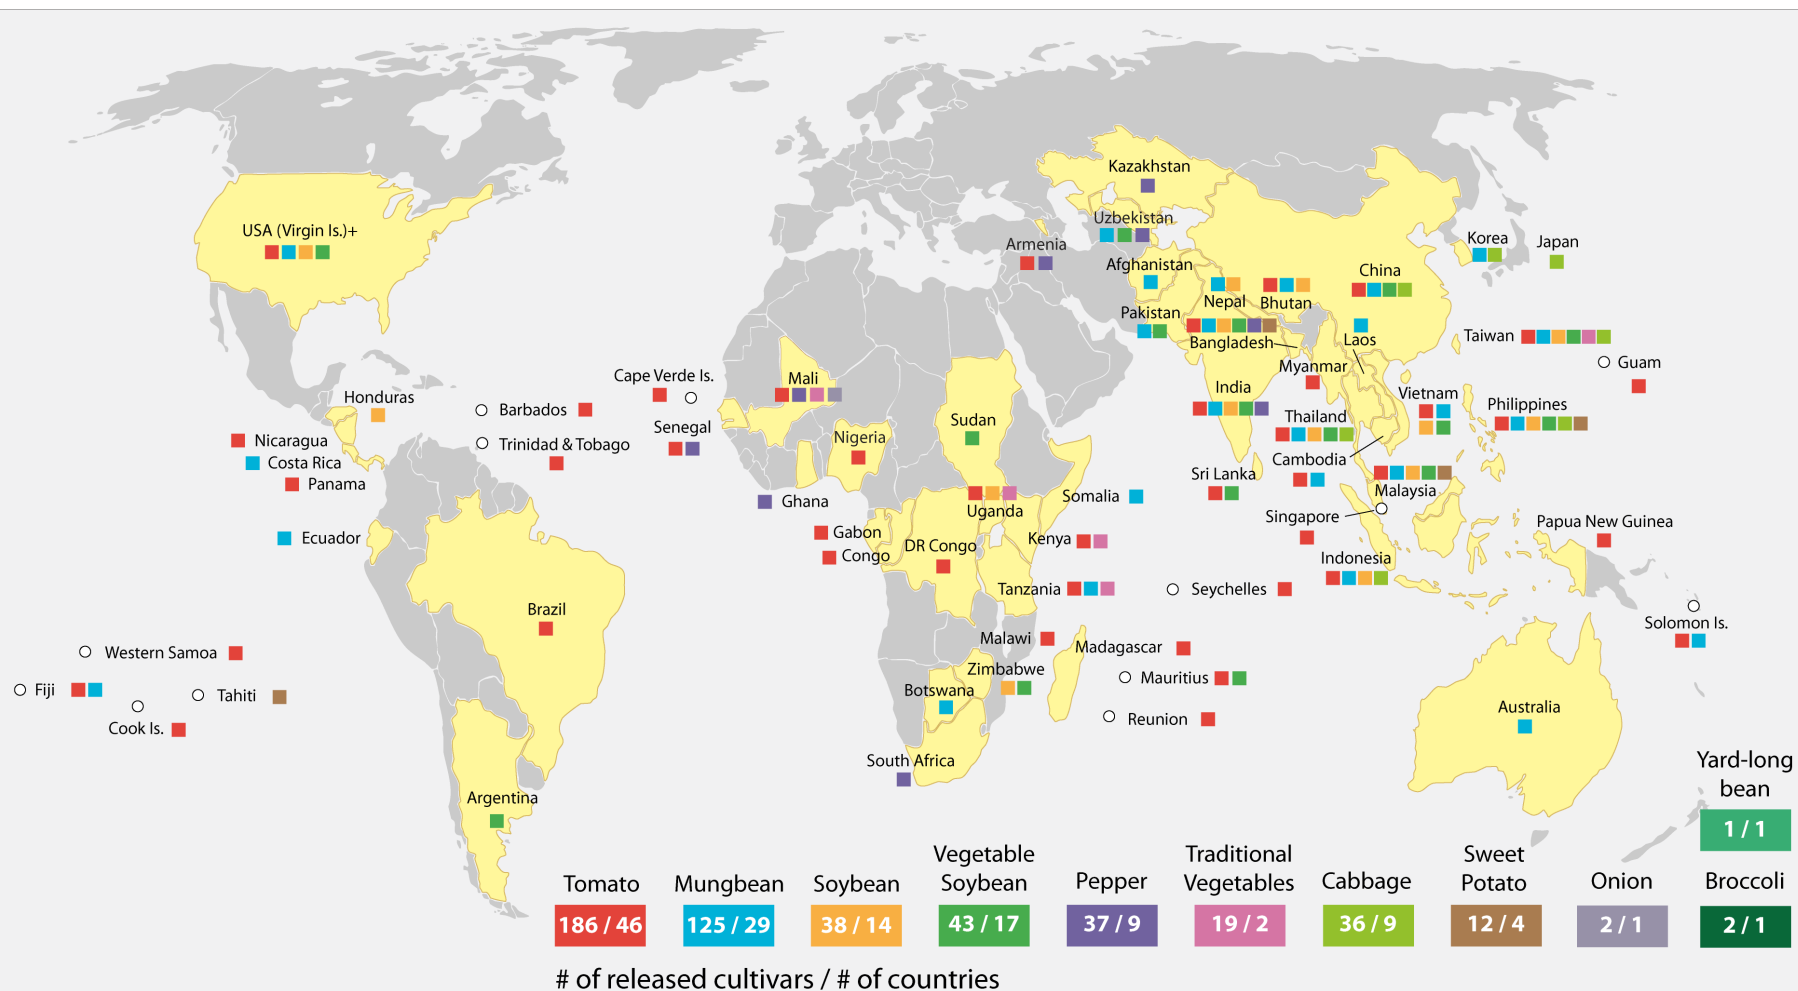 Kazakhstan
Uzbekistan
USA (Virgin Is.)+
Armenia
Korea
Japan
Afghanistan
China
Nepal
Bhutan
Pakistan
Bangladesh
Laos
Taiwan
Guam
Myanmar
Cape Verde Is.
Mali
India
Vietnam
Honduras
Barbados
Philippines
Thailand
Sudan
Senegal
Nigeria
Nicaragua
Trinidad & Tobago
Costa Rica
Cambodia
Panama
Sri Lanka
Malaysia
Somalia
Ghana
Uganda
Singapore
Papua New Guinea
Ecuador
Gabon
Kenya
DR Congo
Congo
Indonesia
Tanzania
Seychelles
Brazil
Solomon Is.
Malawi
Madagascar
Western Samoa
Zimbabwe
Mauritius
Fiji
Tahiti
Botswana
Australia
Cook Is.
Reunion
South Africa
Argentina
Yard-long
bean
1 / 1
Tomato
186 / 46
Mungbean
125 / 29
Soybean
38 / 14
Vegetable
Soybean
43 / 17
Pepper
37 / 9
Traditional
Vegetables
19 / 2
Cabbage
36 / 9
Sweet
Potato
12 / 4
Onion
2 / 1
Broccoli
2 / 1
# of released cultivars / # of countries